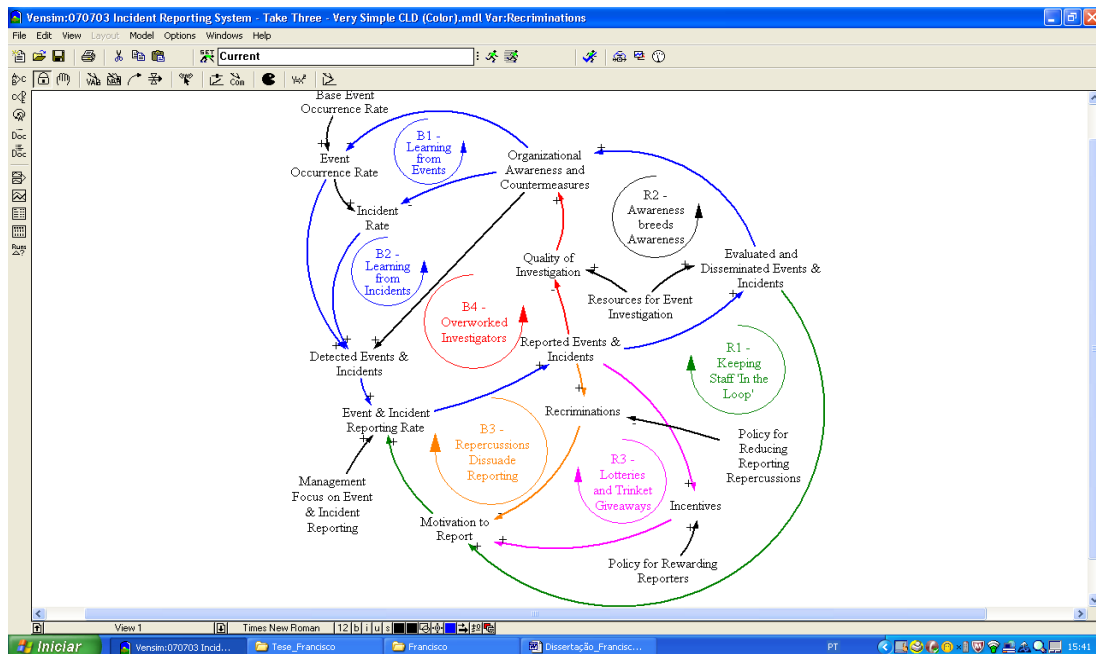 Vensim:070703 Incident Reporting System - Take Three - Very Simple CLD (Color).mdl Var:Recriminations
File Edit View Layout Model Options Windows Help
SET Current
VAB
Com
Doc
Doc
Runs
Base Event
Occurrence Rate
Event
Occurrence Rate
B1 -
Learning
from
Events
Organizational
Awareness and
Countermeasures
Incident
Rate
R2 -
Awareness
breeds
Awareness
B2 -
Learning
from
Incidents
Quality of
Investigation
Evaluated and
Disseminated Events &
Incidents
Resources for Event
Investigation
B4 -
Overworked
Investigators
Detected Events &
Incidents
Reported Events &
Incidents
R1 -
Keeping
Staff 'In the
Loop'
Event & Incident
Reporting Rate
Recriminations
B3 -
Repercussions
Dissuade
Reporting
Policy for
Reducing
Reporting
Repercussions
R3 -
Lotteries
and Trinket
Giveaways
Management
Focus on Event
& Incident
Reporting
Motivation to
Report
Incentives
Policy for Rewarding
Reporters
View 1
Times New Roman 12 b i u s
Iniciar
Vensim:070703 Incid...
Tese_Francisco
Francisco
Dissertação_Francisc...
PT
15:41